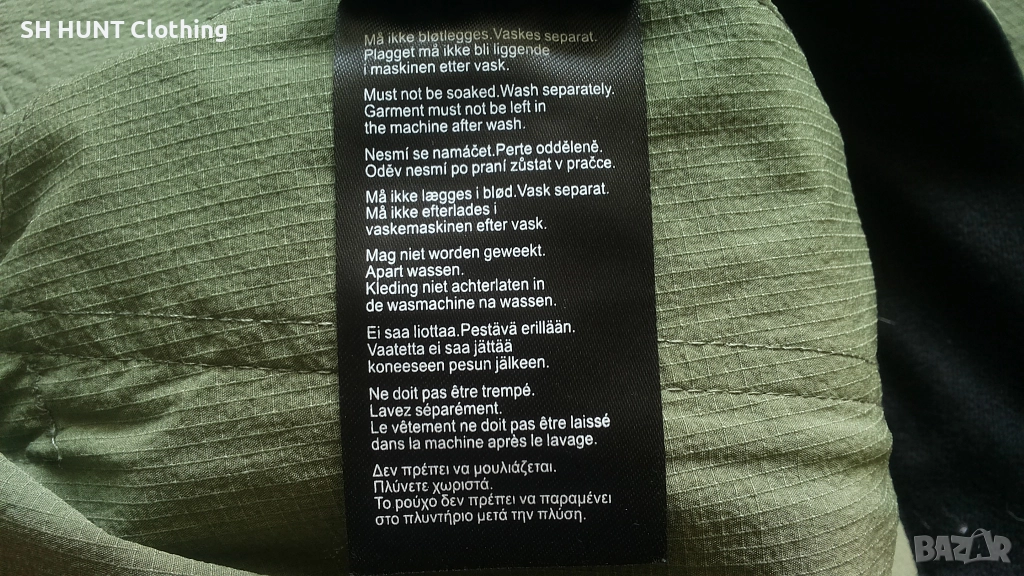 SH HUNT Clothing
Må ikke bløtlegges.Vaskes separat.
Plagget må ikke bli liggende
i maskinen etter vask.
Must not be soaked.Wash separately.
Garment must not be left in
the machine after wash.
Nesmí se namáčet.Perte odděleně.
Oděv nesmí po praní zůstat v pračce.
Må ikke lægges i blød.Vask separat.
Må ikke efterlades i
vaskemaskinen efter vask.
Mag niet worden geweekt.
Apart wassen.
Kleding niet achterlaten in
de wasmachine na wassen.
Ei saa liottaa.Pestävä erillään.
Vaatetta ei saa jättää
koneeseen pesun jälkeen.
Ne doit pas être trempé.
Lavez séparément.
Le vêtement ne doit pas être laissé
dans la machine après le lavage.
Δεν πρέπει να μουλιάζεται.
Πλύνετε χωριστά.
Το ρούχο δεν πρέπει να παραμένει
στο πλυντήριο μετά την πλύση.
BAZAR